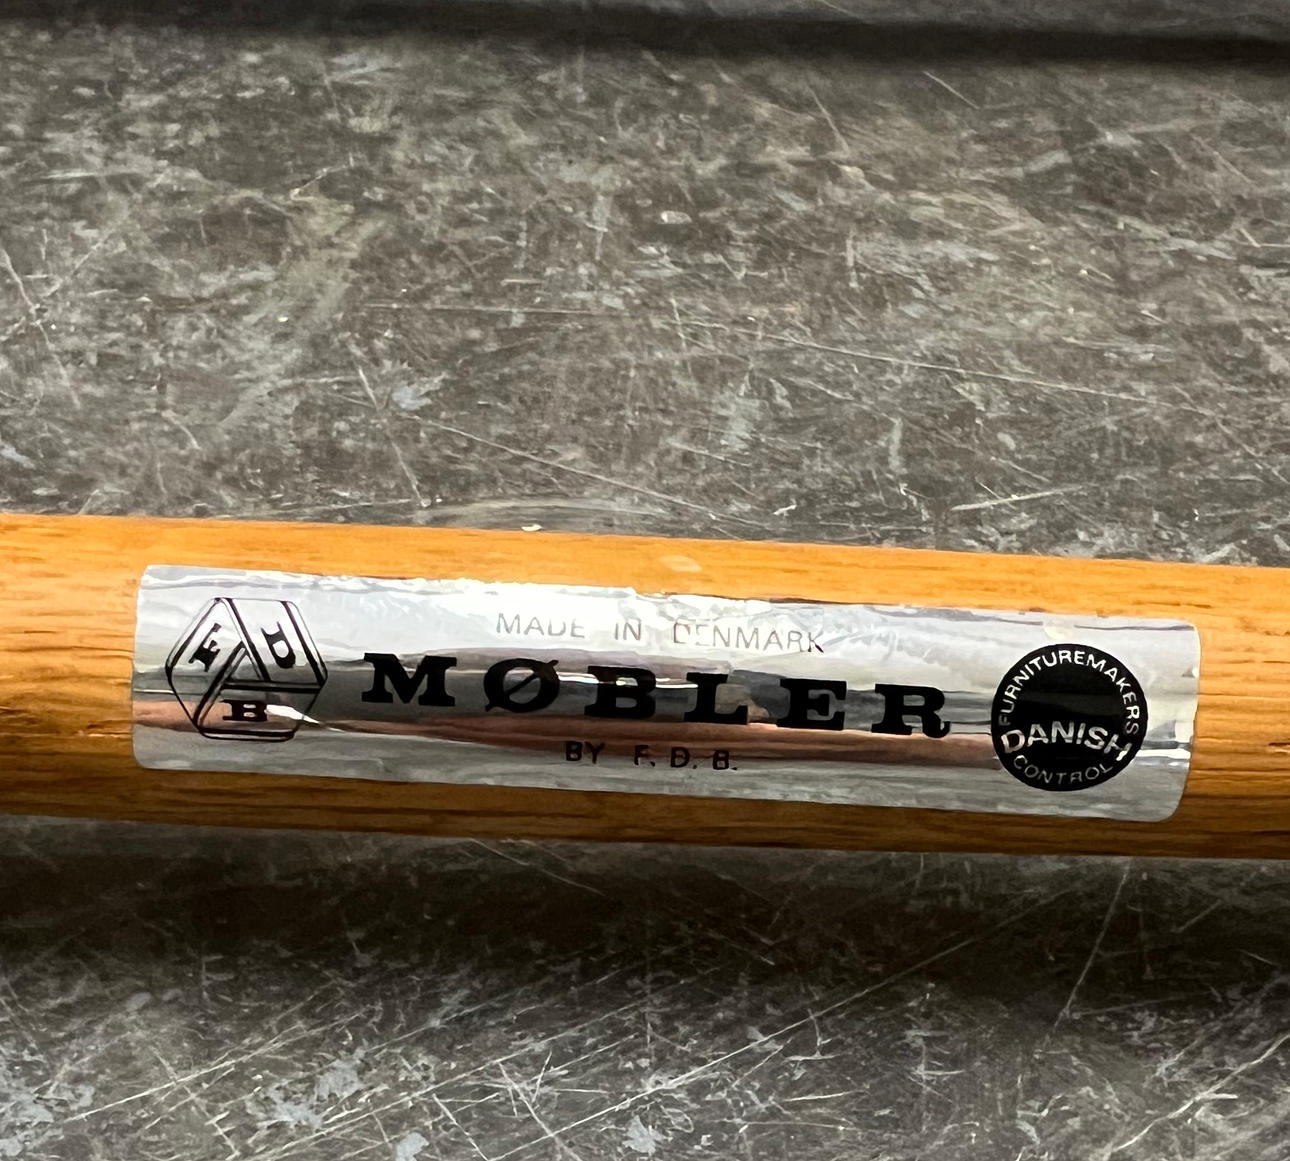 F
D
B
MADE IN DENMARK
MØBLER
BY F. D. B.
FURNITUREMAKERS
DANISH
CONTROL